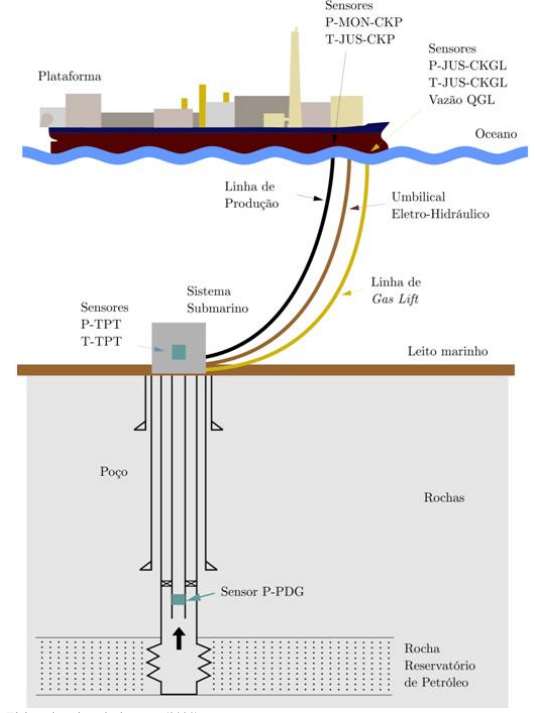 Sensores
P-MON-CKP
T-JUS-CKP
Sensores
P-JUS-CKGL
T-JUS-CKGL
Vazão QGL
Plataforma
Oceano
Linha de
Produção
Umbilical
Eletro-Hidráulico
Linha de
Gas Lift
Sistema
Submarino
Sensores
P-TPT
T-TPT
Leito marinho
Poço
Rochas
Sensor P-PDG
Rocha
Reservatório
de Petróleo